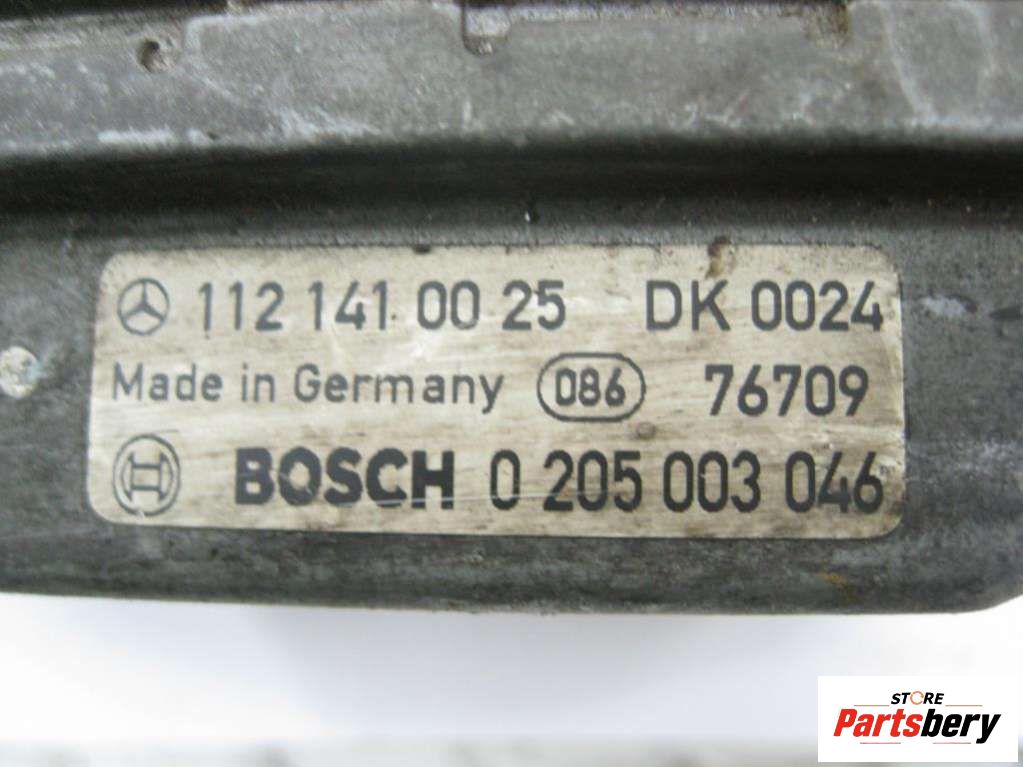 112 141 00 25 DK 0024
Made in Germany 086 76709
BOSCH 0 205 003 046
STORE
Partsbery